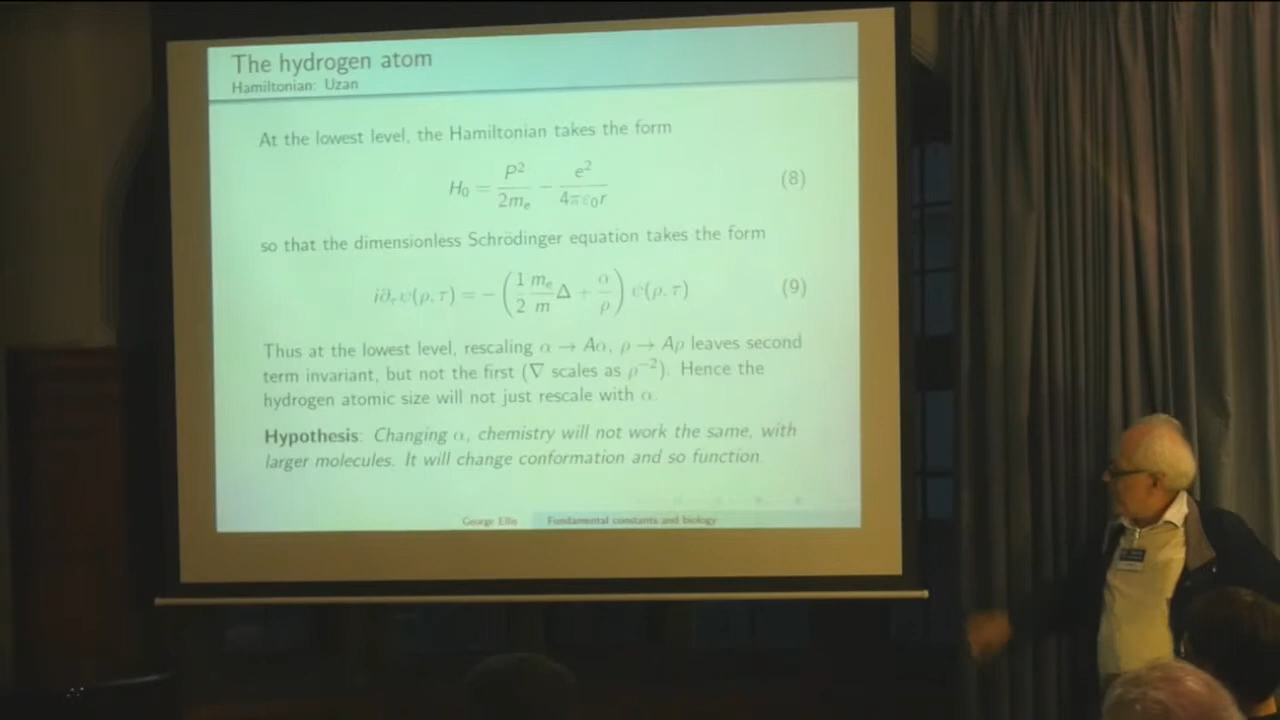 The hydrogen atom
Hamiltonian: Uzan
At the lowest level, the Hamiltonian takes the form
H₀ = P²/2mₑ − e²/4πε₀r (8)
so that the dimensionless Schrödinger equation takes the form
i∂_τ ψ(ρ, τ) = − (1/2 mₑ/m Δ + α/ρ) ψ(ρ, τ) (9)
Thus at the lowest level, rescaling α → Aα, ρ → Aρ leaves second
term invariant, but not the first (∇ scales as ρ⁻²). Hence the
hydrogen atomic size will not just rescale with α.
Hypothesis: Changing α, chemistry will not work the same, with
larger molecules. It will change conformation and so function.
George Ellis Fundamental constants and biology